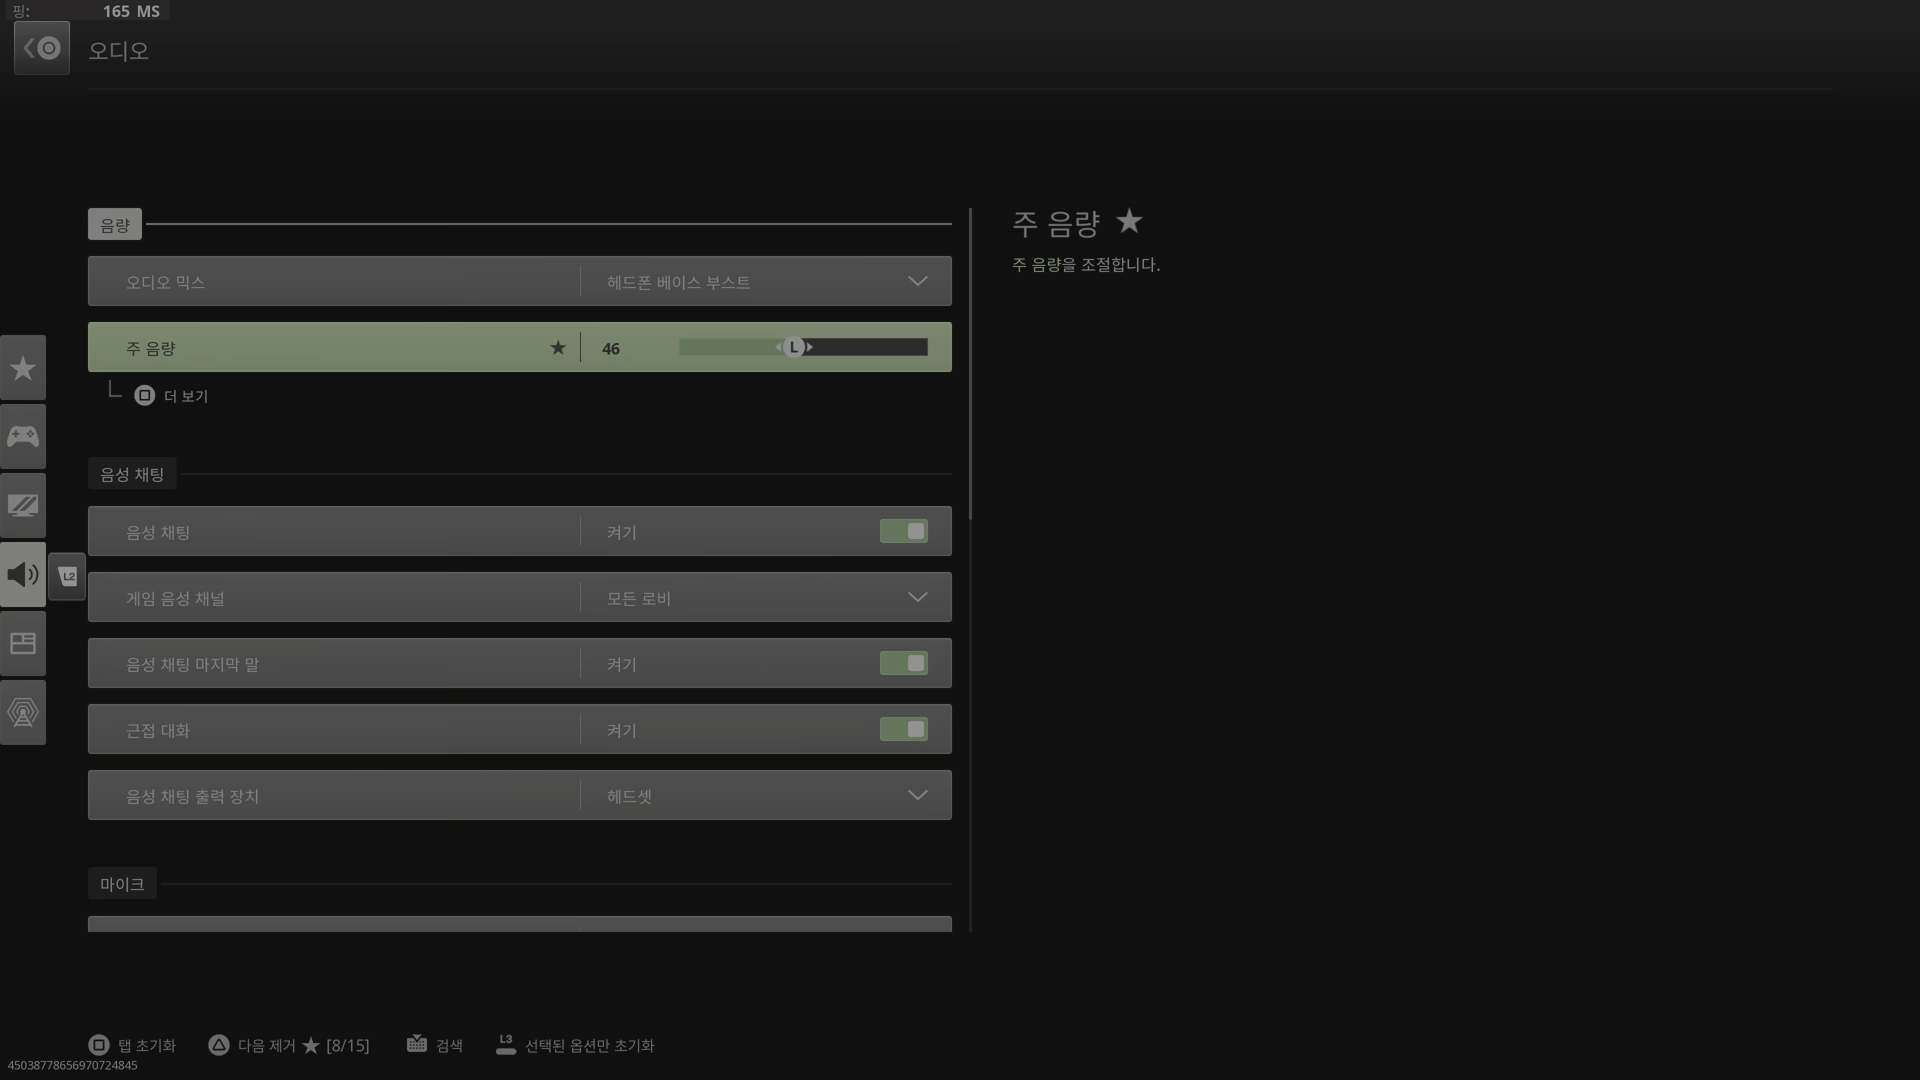 핑: 165 MS
오디오
음량
오디오 믹스 헤드폰 베이스 부스트
주 음량 ★ 46 L
더 보기
음성 채팅
음성 채팅 켜기
게임 음성 채널 모든 로비
음성 채팅 마지막 말 켜기
근접 대화 켜기
음성 채팅 출력 장치 헤드셋
마이크
L2
주 음량 ★
주 음량을 조절합니다.
탭 초기화 다음 제거 ★ [8/15] 검색 L3 선택된 옵션만 초기화
45038778656970724845